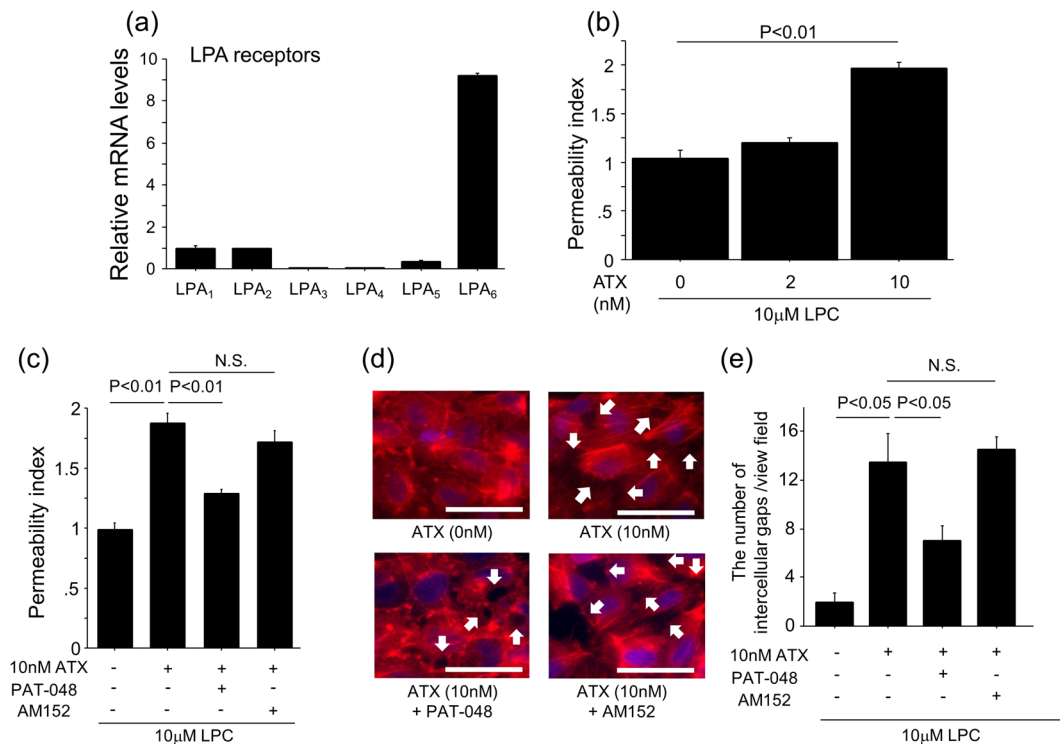 (a)
LPA receptors
Relative mRNA levels
10
8
6
4
2
0
LPA₁ LPA₂ LPA₃ LPA₄ LPA₅ LPA₆
(b)
P<0.01
Permeability index
2
1.5
1
.5
0
ATX (nM)
0 2 10
10μM LPC
(c)
N.S.
P<0.01 P<0.01
Permeability index
2
1.5
1
.5
0
10nM ATX - + + +
PAT-048 - - + -
AM152 - - - +
10μM LPC
(d)
ATX (0nM)
ATX (10nM)
ATX (10nM)
+ PAT-048
ATX (10nM)
+ AM152
(e)
N.S.
P<0.05 P<0.05
The number of
intercellular gaps /view field
16
12
8
4
0
10nM ATX - + + +
PAT-048 - - + -
AM152 - - - +
10μM LPC